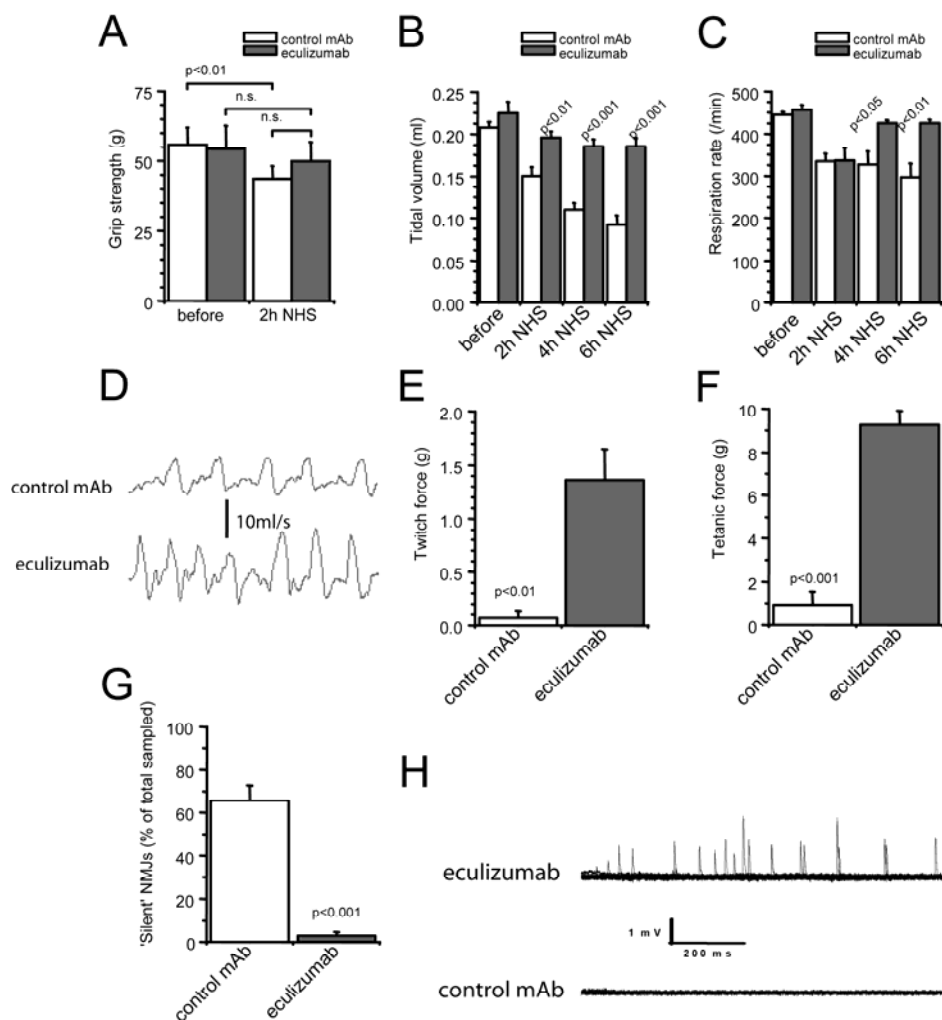 A
control mAb
eculizumab
p<0.01
n.s.
n.s.
Grip strength (g)
75
50
25
0
before
2h NHS
B
control mAb
eculizumab
p<0.01
p<0.001
p<0.001
Tidal volume (ml)
0.25
0.20
0.15
0.10
0.05
0.00
before
2h NHS
4h NHS
6h NHS
C
control mAb
eculizumab
p<0.05
p<0.01
Respiration rate (/min)
500
400
300
200
100
0
before
2h NHS
4h NHS
6h NHS
D
control mAb
10ml/s
eculizumab
E
Twiich force (g)
2.0
1.5
1.0
0.5
0.0
p<0.01
control mAb
eculizumab
F
Tetanic force (g)
10
8
6
4
2
0
p<0.001
control mAb
eculizumab
G
'Silent' NMJs (% of total sampled)
100
80
60
40
20
0
p<0.001
control mAb
eculizumab
H
eculizumab
1 mV
200 ms
control mAb